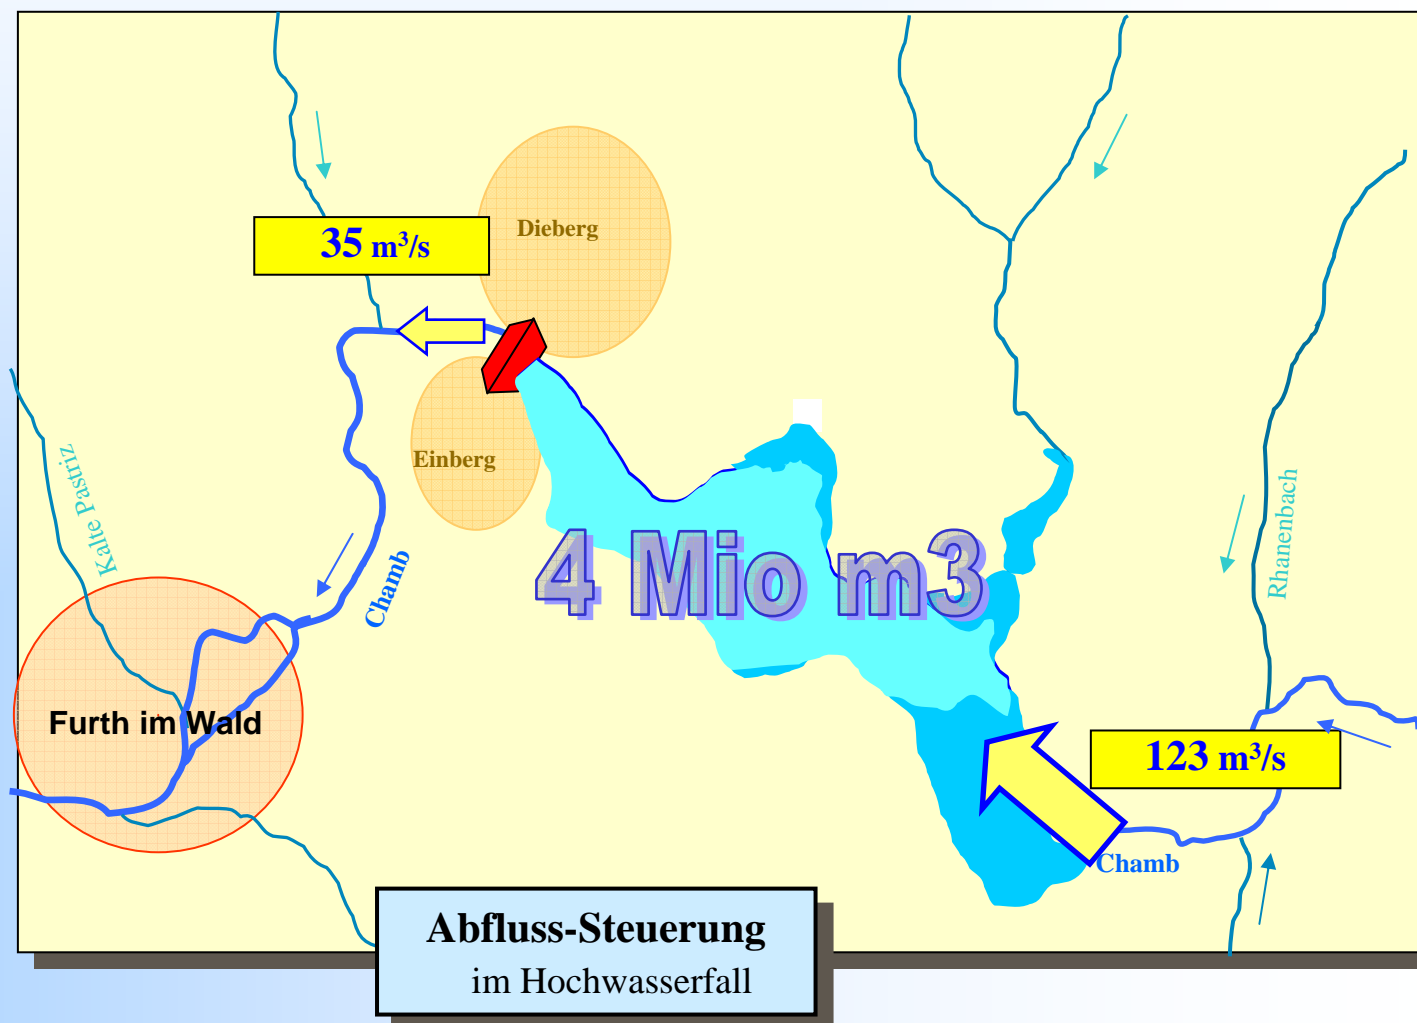 Dieberg
35 m³/s
Einberg
Kalte Pastriz
Chamb
4 Mio m3
Rhanenbach
Furth im Wald
123 m³/s
Chamb
Abfluss-Steuerung
im Hochwasserfall